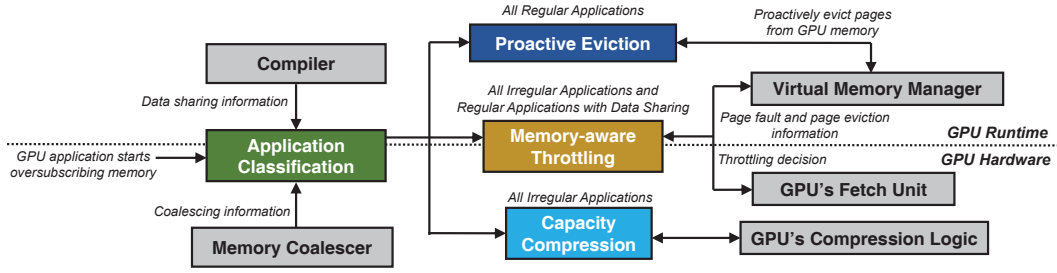 All Regular Applications
Proactively evict pages
from GPU memory
Compiler
Proactive Eviction
Data sharing information
All Irregular Applications and
Regular Applications with Data Sharing
Virtual Memory Manager
Application
Classification
Memory-aware
Throttling
Page fault and page eviction
information
GPU Runtime
GPU application starts
oversubscribing memory
Throttling decision
GPU Hardware
Coalescing information
All Irregular Applications
GPU's Fetch Unit
Memory Coalescer
Capacity
Compression
GPU's Compression Logic